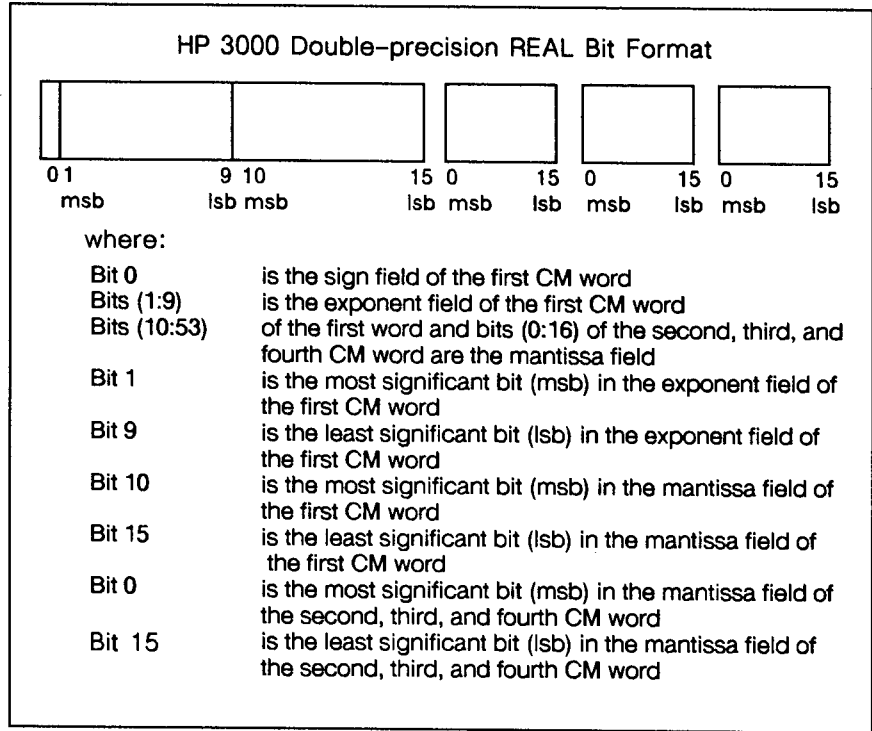 HP 3000 Double-precision REAL Bit Format
0 1 9 10 15 0 15 0 15 0 15
msb lsb msb lsb msb lsb msb lsb msb lsb
where:
Bit 0 is the sign field of the first CM word
Bits (1:9) is the exponent field of the first CM word
Bits (10:53) of the first word and bits (0:16) of the second, third, and
fourth CM word are the mantissa field
Bit 1 is the most significant bit (msb) in the exponent field of
the first CM word
Bit 9 is the least significant bit (lsb) in the exponent field of
the first CM word
Bit 10 is the most significant bit (msb) in the mantissa field of
the first CM word
Bit 15 is the least significant bit (lsb) in the mantissa field of
the first CM word
Bit 0 is the most significant bit (msb) in the mantissa field of
the second, third, and fourth CM word
Bit 15 is the least significant bit (lsb) in the mantissa field of
the second, third, and fourth CM word